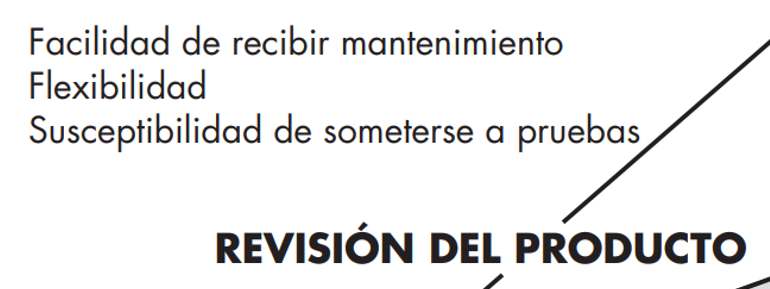 Facilidad de recibir mantenimiento
Flexibilidad
Susceptibilidad de someterse a pruebas
REVISIÓN DEL PRODUCTO